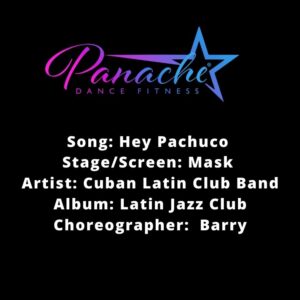 Panache®
DANCE FITNESS
Song: Hey Pachuco
Stage/Screen: Mask
Artist: Cuban Latin Club Band
Album: Latin Jazz Club
Choreographer:  Barry